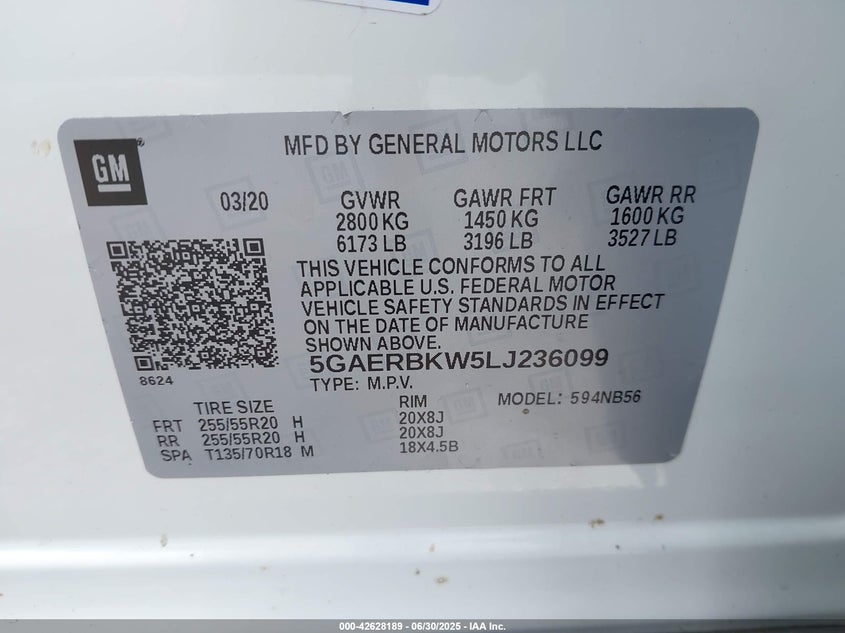 GM
MFD BY GENERAL MOTORS LLC
03/20 GVWR GAWR FRT GAWR RR
2800 KG 1450 KG 1600 KG
6173 LB 3196 LB 3527 LB
THIS VEHICLE CONFORMS TO ALL
APPLICABLE U.S. FEDERAL MOTOR
VEHICLE SAFETY STANDARDS IN EFFECT
ON THE DATE OF MANUFACTURE
SHOWN ABOVE.
5GAERBKW5LJ236099
8624
TYPE: M.P.V.
TIRE SIZE RIM MODEL: 594NB56
FRT 255/55R20 H 20X8J
RR 255/55R20 H 20X8J
SPA T135/70R18 M 18X4.5B
000-42628189 - 06/30/2025 - IAA Inc.